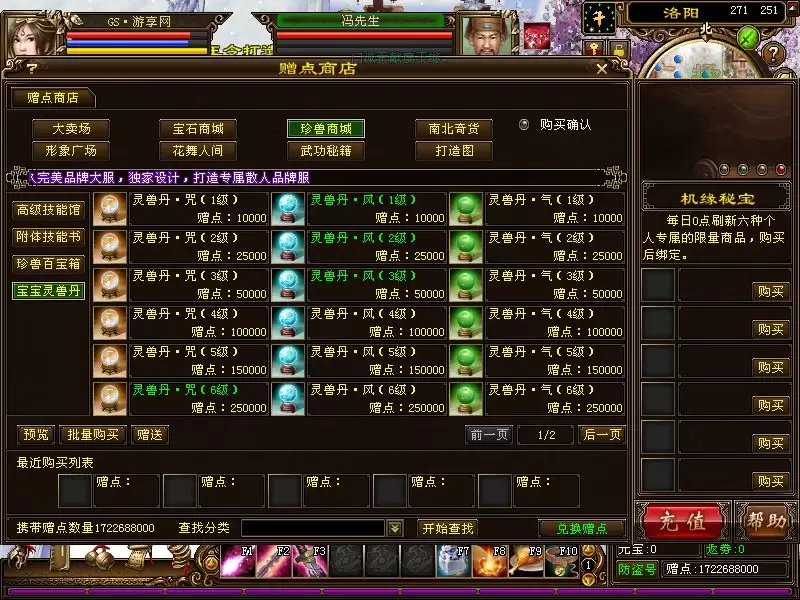 GS·游享网
冯先生
洛阳 271 251
北
赠点商店
赠点商店
大卖场 宝石商城 珍兽商城 南北奇货 购买确认
形象广场 花舞人间 武功秘籍 打造图
完美品牌大服，独家设计，打造专属散人品牌服
高级技能馆
附体技能书
珍兽百宝箱
宝宝灵兽丹
灵兽丹·咒(1级) 灵兽丹·风(1级) 灵兽丹·气(1级)
赠点：10000 赠点：10000 赠点：10000
灵兽丹·咒(2级) 灵兽丹·风(2级) 灵兽丹·气(2级)
赠点：25000 赠点：25000 赠点：25000
灵兽丹·咒(3级) 灵兽丹·风(3级) 灵兽丹·气(3级)
赠点：50000 赠点：50000 赠点：50000
灵兽丹·咒(4级) 灵兽丹·风(4级) 灵兽丹·气(4级)
赠点：100000 赠点：100000 赠点：100000
灵兽丹·咒(5级) 灵兽丹·风(5级) 灵兽丹·气(5级)
赠点：150000 赠点：150000 赠点：150000
灵兽丹·咒(6级) 灵兽丹·风(6级) 灵兽丹·气(6级)
赠点：250000 赠点：250000 赠点：250000
预览 批量购买 赠送 前一页 1/2 后一页
最近购买列表
赠点： 赠点： 赠点： 赠点： 赠点：
携带赠点数量1722688000 查找分类 开始查找 兑换赠点
机缘秘宝
每日0点刷新六种个
人专属的限量商品，购买
后绑定。
购买
购买
购买
购买
购买
购买
充值 帮助
F1 F2 F3 F7 F8 F9 F10
1
元宝:0
防盗号 赠点:1722688000